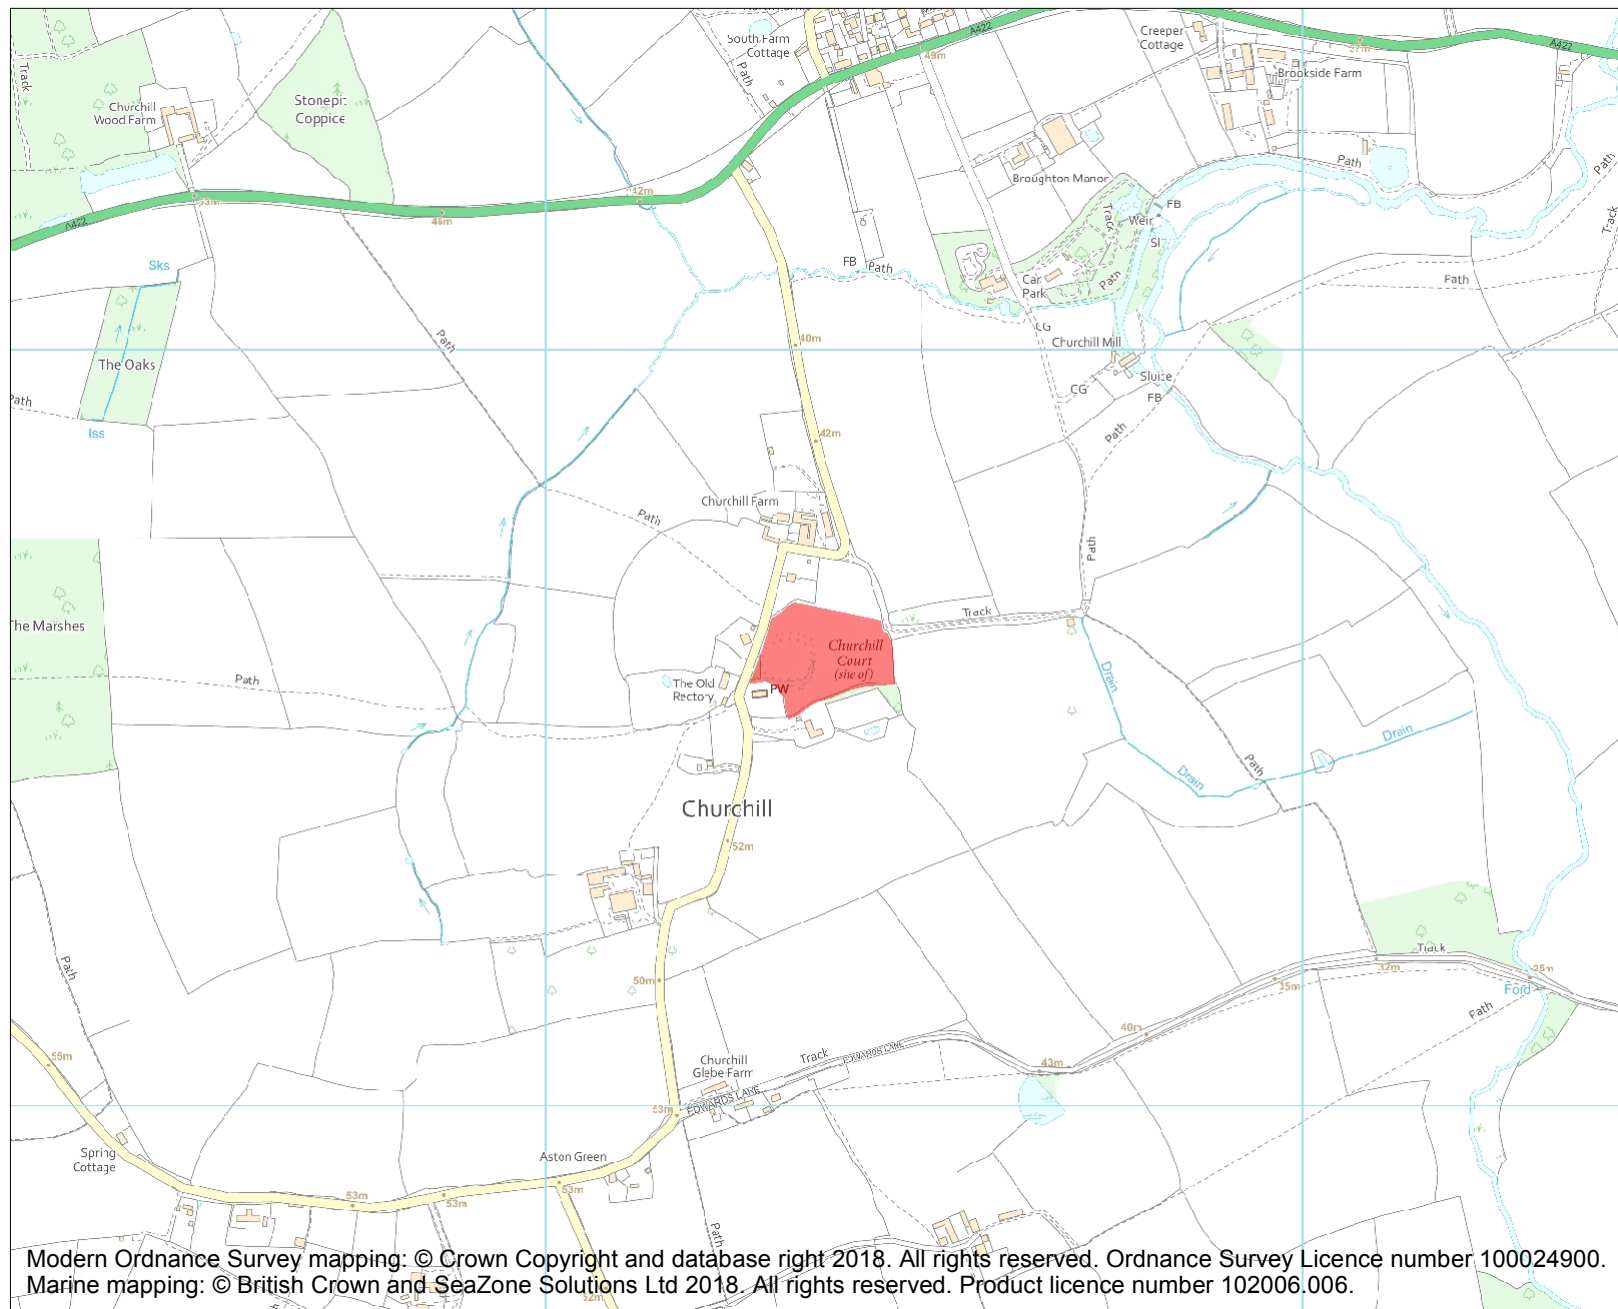 South Farm
Cottage
Path
A422
49m
Creeper
Cottage
37m
A422
Brookside Farm
Track
Churchill
Wood Farm
Stonepit
Coppice
Broughton Manor
Path
Path
Track
53m
A422
48m
42m
Track
Weir
FB
SI
FB
Path
Car
Park
Path
Path
Sks
The Oaks
Path
Iss
Path
40m
CG
Churchill Mill
CG
Sluice
FB
Path
42m
Churchill Farm
Path
Path
Track
The Marshes
Path
Churchill
Court
(site of)
The Old
Rectory
PW
Drain
Drain
Drain
Path
Churchill
52m
Path
50m
Track
32m
25m
Ford
35m
Path
40m
43m
Churchill
Glebe Farm
Track
EDWARDS LANE
EDWARDS LANE
53m
55m
Spring
Cottage
Aston Green
53m
53m
53m
Path
52m
Modern Ordnance Survey mapping: © Crown Copyright and database right 2018. All rights reserved. Ordnance Survey Licence number 100024900.
Marine mapping: © British Crown and SeaZone Solutions Ltd 2018. All rights reserved. Product licence number 102006.006.